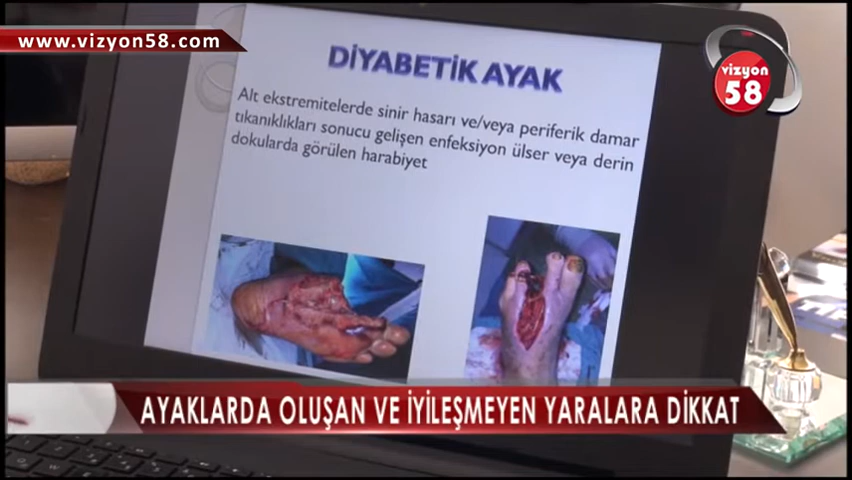 www.vizyon58.com
vizyon
58
DİYABETİK AYAK
Alt ekstremitelerde sinir hasarı ve/veya periferik damar
tıkanıklıkları sonucu gelişen enfeksiyon ülser veya derin
dokularda görülen harabiyet
AYAKLARDA OLUŞAN VE İYİLEŞMEYEN YARALARA DİKKAT